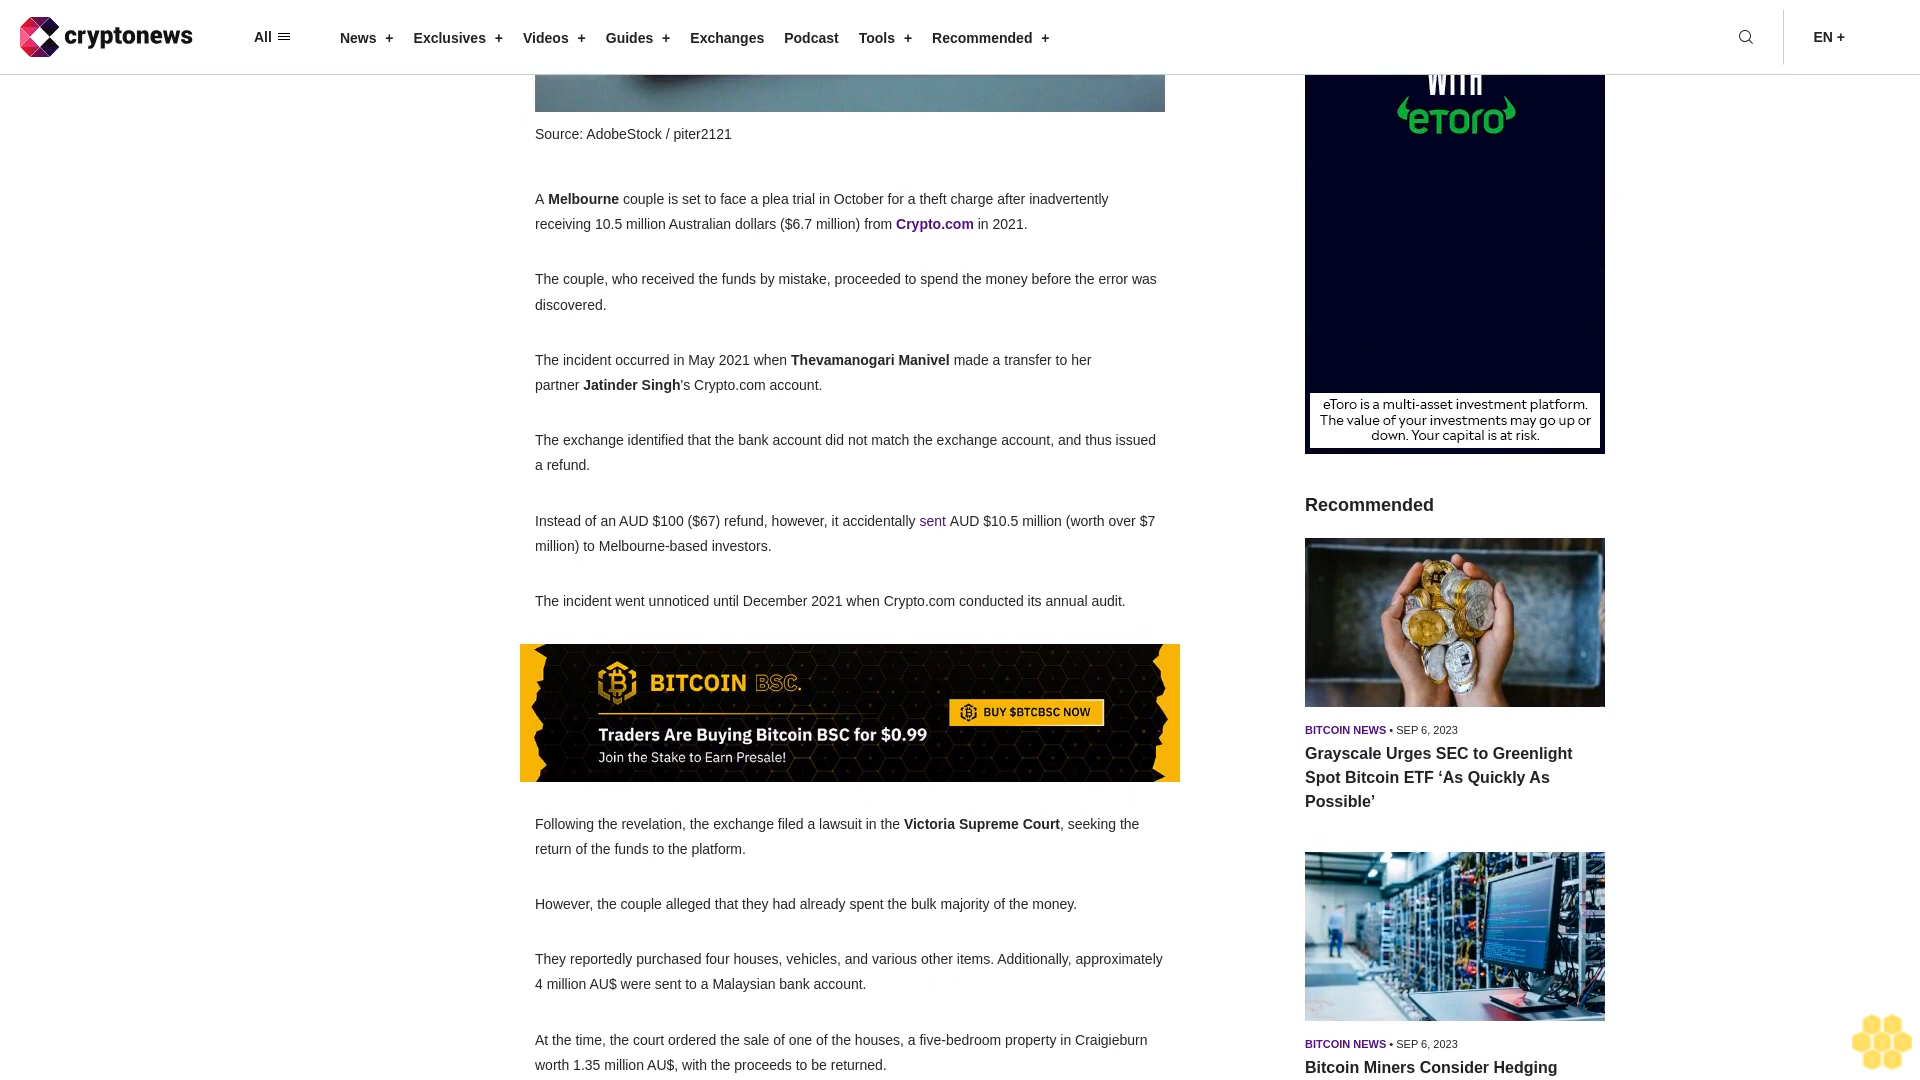 cryptonews
All
News +
Exclusives +
Videos +
Guides +
Exchanges
Podcast
Tools +
Recommended +
EN +
Source: AdobeStock / piter2121
A Melbourne couple is set to face a plea trial in October for a theft charge after inadvertently
receiving 10.5 million Australian dollars ($6.7 million) from Crypto.com in 2021.
The couple, who received the funds by mistake, proceeded to spend the money before the error was
discovered.
The incident occurred in May 2021 when Thevamanogari Manivel made a transfer to her
partner Jatinder Singh's Crypto.com account.
The exchange identified that the bank account did not match the exchange account, and thus issued
a refund.
Instead of an AUD $100 ($67) refund, however, it accidentally sent AUD $10.5 million (worth over $7
million) to Melbourne-based investors.
The incident went unnoticed until December 2021 when Crypto.com conducted its annual audit.
BITCOIN BSC.
BUY $BTCBSC NOW
Traders Are Buying Bitcoin BSC for $0.99
Join the Stake to Earn Presale!
Following the revelation, the exchange filed a lawsuit in the Victoria Supreme Court, seeking the
return of the funds to the platform.
However, the couple alleged that they had already spent the bulk majority of the money.
They reportedly purchased four houses, vehicles, and various other items. Additionally, approximately
4 million AU$ were sent to a Malaysian bank account.
At the time, the court ordered the sale of one of the houses, a five-bedroom property in Craigieburn
worth 1.35 million AU$, with the proceeds to be returned.
WITH
eToro
eToro is a multi-asset investment platform.
The value of your investments may go up or
down. Your capital is at risk.
Recommended
BITCOIN NEWS • SEP 6, 2023
Grayscale Urges SEC to Greenlight
Spot Bitcoin ETF ‘As Quickly As
Possible’
BITCOIN NEWS • SEP 6, 2023
Bitcoin Miners Consider Hedging